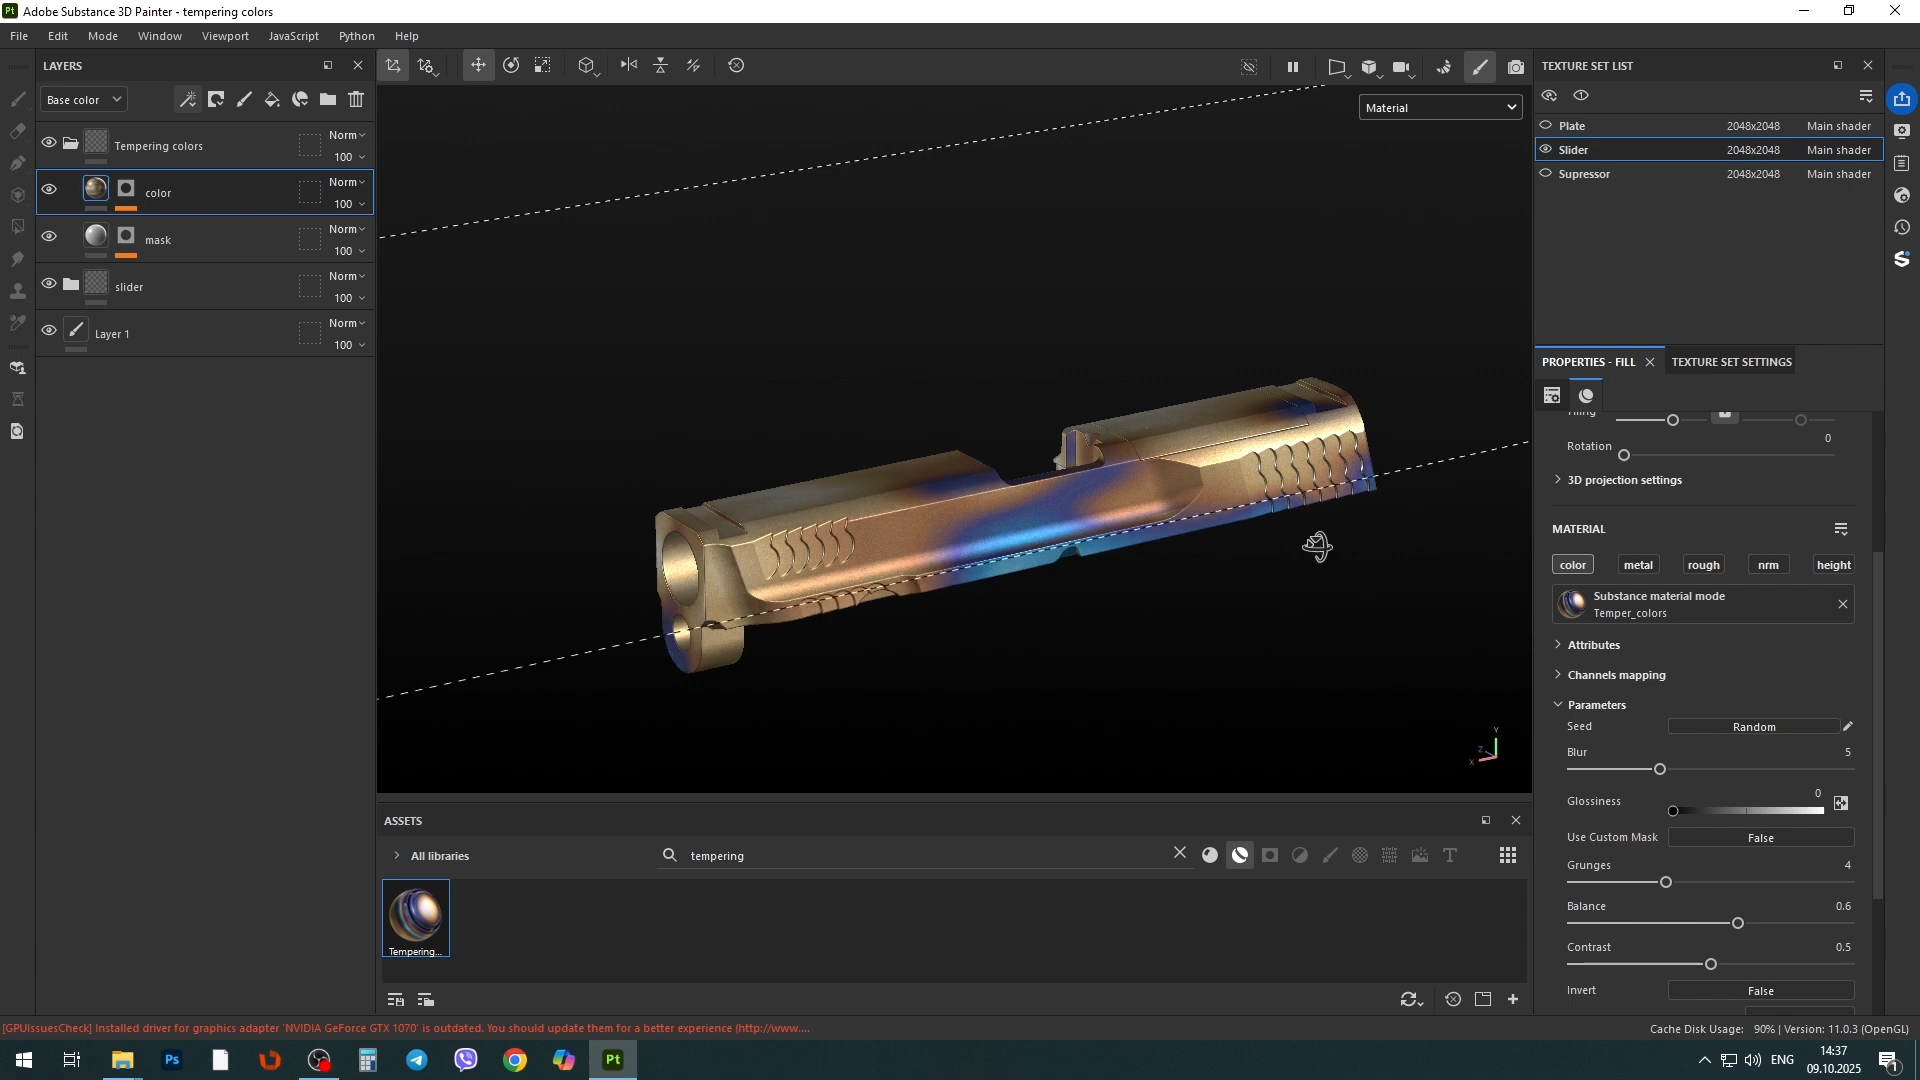 Adobe Substance 3D Painter - tempering colors
File Edit Mode Window Viewport JavaScript Python Help
LAYERS
Base color
Tempering colors
Norm
100
color
Norm
100
mask
Norm
100
slider
Norm
100
Layer 1
Norm
100
Material
Y
Z
X
ASSETS
All libraries
tempering
Tempering...
TEXTURE SET LIST
Plate 2048x2048 Main shader
Slider 2048x2048 Main shader
Supressor 2048x2048 Main shader
PROPERTIES - FILL
TEXTURE SET SETTINGS
Rotation 0
3D projection settings
MATERIAL
color metal rough nrm height
Substance material mode
Temper_colors
Attributes
Channels mapping
Parameters
Seed Random
Blur 5
Glossiness 0
Use Custom Mask False
Grunges 4
Balance 0.6
Contrast 0.5
Invert False
[GPUIssuesCheck] Installed driver for graphics adapter 'NVIDIA GeForce GTX 1070' is outdated. You should update them for a better experience (http://www....
Cache Disk Usage: 90% | Version: 11.0.3 (OpenGL)
Pt
Ps
Pt
ENG
14:37
09.10.2025
1